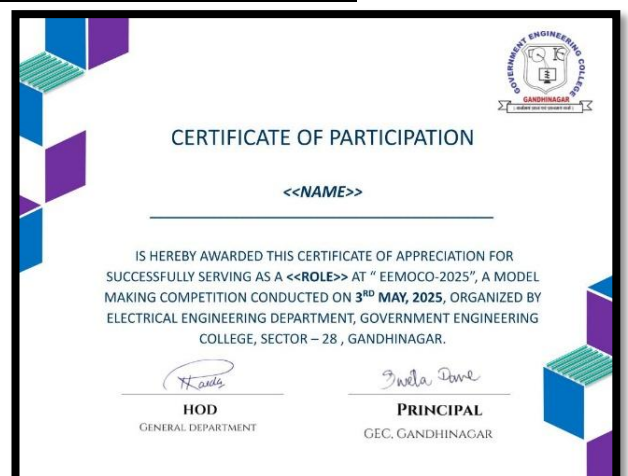 GOVERNMENT ENGINEERING COLLEGE
GANDHINAGAR
CERTIFICATE OF PARTICIPATION
<<NAME>>
IS HEREBY AWARDED THIS CERTIFICATE OF APPRECIATION FOR
SUCCESSFULLY SERVING AS A <<ROLE>> AT “ EEMOCO-2025”, A MODEL
MAKING COMPETITION CONDUCTED ON 3RD MAY, 2025, ORGANIZED BY
ELECTRICAL ENGINEERING DEPARTMENT, GOVERNMENT ENGINEERING
COLLEGE, SECTOR – 28 , GANDHINAGAR.
HOD
GENERAL DEPARTMENT
PRINCIPAL
GEC, GANDHINAGAR